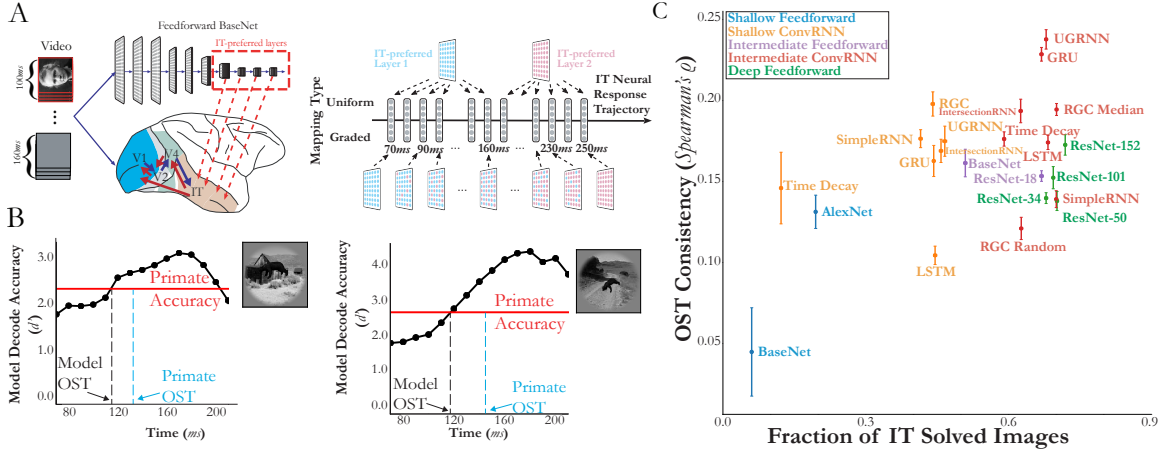 A
Feedforward BaseNet
Video
IT-preferred layers
100ms
...
160ms
V1
V2
V4
IT
Mapping Type
Uniform
Graded
IT-preferred
Layer 1
IT-preferred
Layer 2
IT Neural
Response
Trajectory
70ms 90ms ... 160ms ... 230ms 250ms
... ...
B
Model Decode Accuracy
(d')
3.0
2.0
1.0
0.0
Primate
Accuracy
Model
OST
Primate
OST
80 120 160 200
Time (ms)
Model Decode Accuracy
(d')
4.0
3.0
2.0
1.0
0.0
Primate
Accuracy
Model
OST
Primate
OST
80 120 160 200
Time (ms)
C
OST Consistency (Spearman's ϱ)
0.25
0.20
0.15
0.10
0.05
Shallow Feedforward
Shallow ConvRNN
Intermediate Feedforward
Intermediate ConvRNN
Deep Feedforward
UGRNN
GRU
RGC
IntersectionRNN
RGC Median
SimpleRNN
UGRNN
Time Decay
IntersectionRNN
LSTM
ResNet-152
GRU
BaseNet
ResNet-18
ResNet-101
Time Decay
AlexNet
ResNet-34
SimpleRNN
ResNet-50
RGC Random
LSTM
BaseNet
0.3 0.6 0.9
Fraction of IT Solved Images